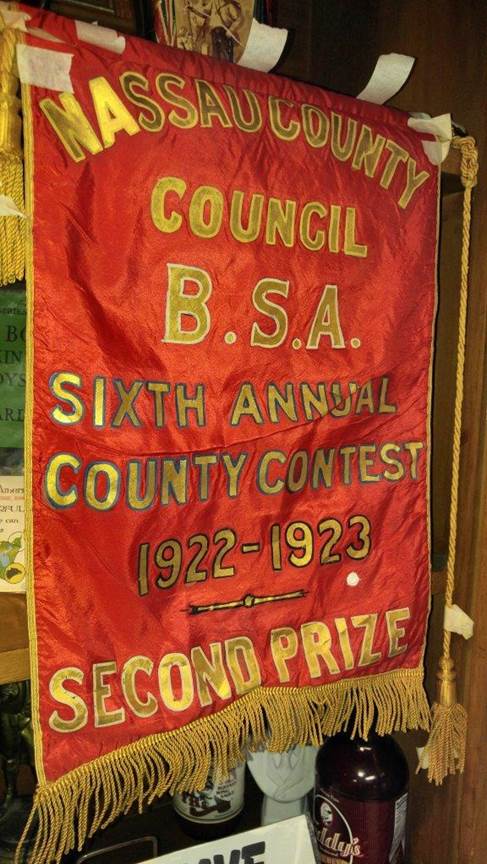 NASSAU COUNTY
COUNCIL
B.S.A.
SIXTH ANNUAL
COUNTY CONTEST
1922-1923
SECOND PRIZE